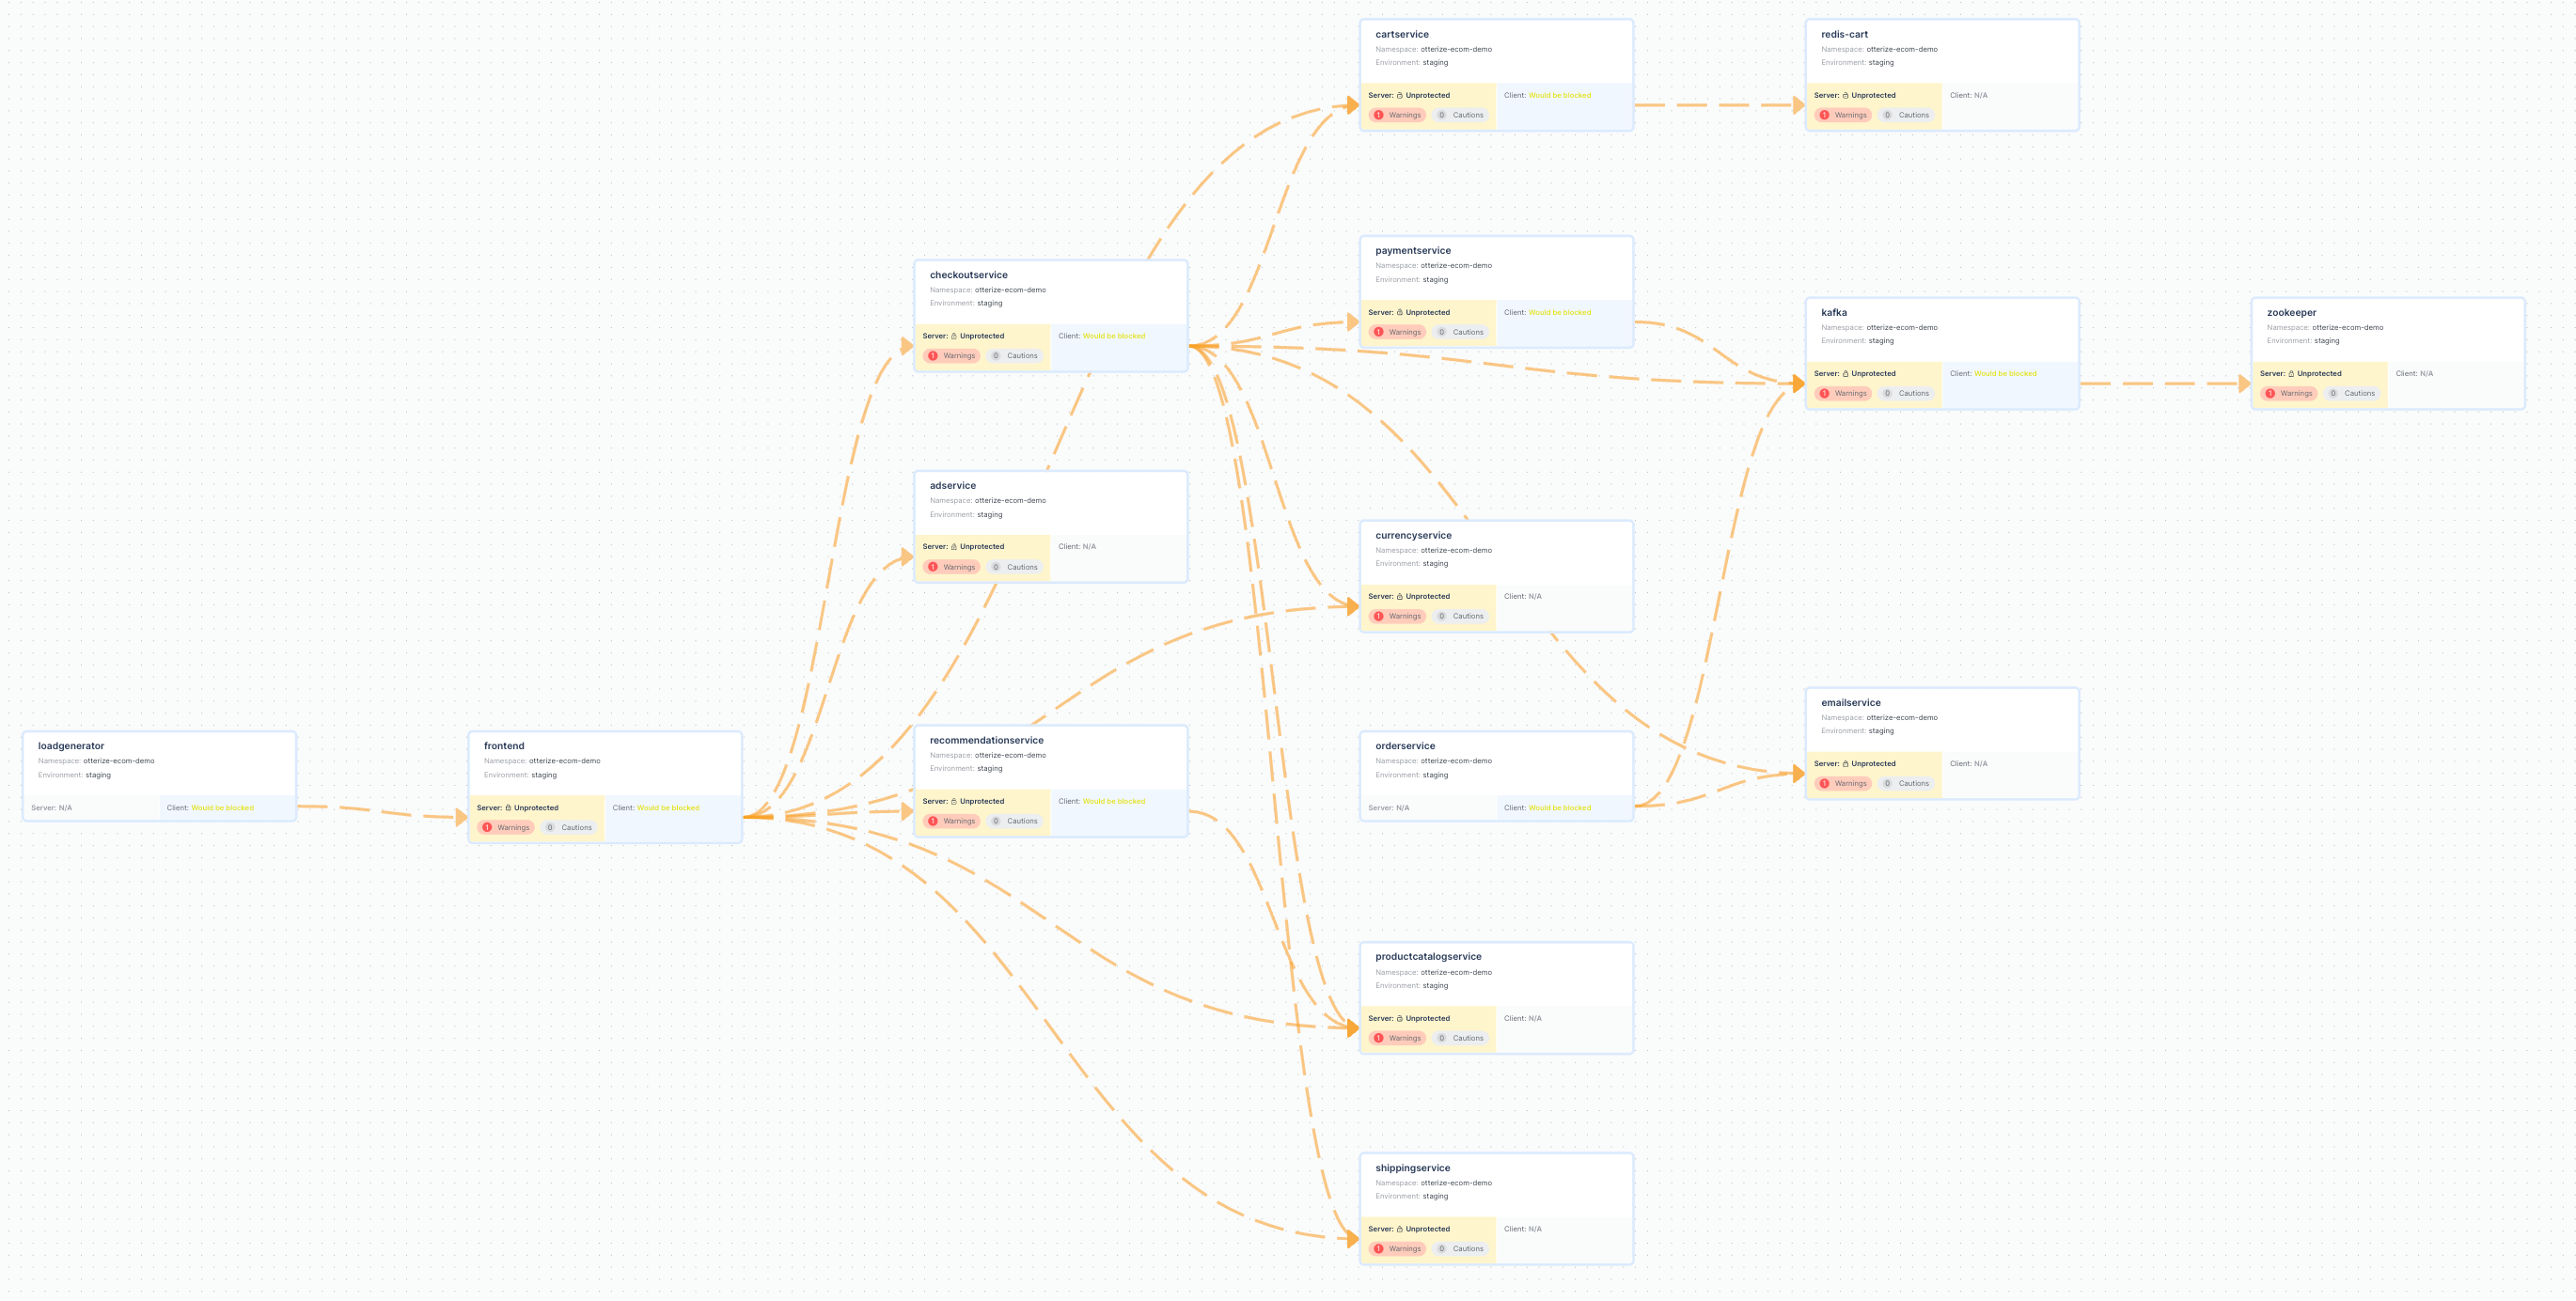 cartservice
Namespace: otterize-ecom-demo
Environment: staging
Server: Unprotected
Client: Would be blocked
1 Warnings 0 Cautions
redis-cart
Namespace: otterize-ecom-demo
Environment: staging
Server: Unprotected
Client: N/A
1 Warnings 0 Cautions
checkoutservice
Namespace: otterize-ecom-demo
Environment: staging
Server: Unprotected
Client: Would be blocked
1 Warnings 0 Cautions
paymentservice
Namespace: otterize-ecom-demo
Environment: staging
Server: Unprotected
Client: Would be blocked
1 Warnings 0 Cautions
kafka
Namespace: otterize-ecom-demo
Environment: staging
Server: Unprotected
Client: Would be blocked
1 Warnings 0 Cautions
zookeeper
Namespace: otterize-ecom-demo
Environment: staging
Server: Unprotected
Client: N/A
1 Warnings 0 Cautions
adservice
Namespace: otterize-ecom-demo
Environment: staging
Server: Unprotected
Client: N/A
1 Warnings 0 Cautions
currencyservice
Namespace: otterize-ecom-demo
Environment: staging
Server: Unprotected
Client: N/A
1 Warnings 0 Cautions
loadgenerator
Namespace: otterize-ecom-demo
Environment: staging
Server: N/A
Client: Would be blocked
frontend
Namespace: otterize-ecom-demo
Environment: staging
Server: Unprotected
Client: Would be blocked
1 Warnings 0 Cautions
recommendationservice
Namespace: otterize-ecom-demo
Environment: staging
Server: Unprotected
Client: Would be blocked
1 Warnings 0 Cautions
orderservice
Namespace: otterize-ecom-demo
Environment: staging
Server: N/A
Client: Would be blocked
emailservice
Namespace: otterize-ecom-demo
Environment: staging
Server: Unprotected
Client: N/A
1 Warnings 0 Cautions
productcatalogservice
Namespace: otterize-ecom-demo
Environment: staging
Server: Unprotected
Client: N/A
1 Warnings 0 Cautions
shippingservice
Namespace: otterize-ecom-demo
Environment: staging
Server: Unprotected
Client: N/A
1 Warnings 0 Cautions